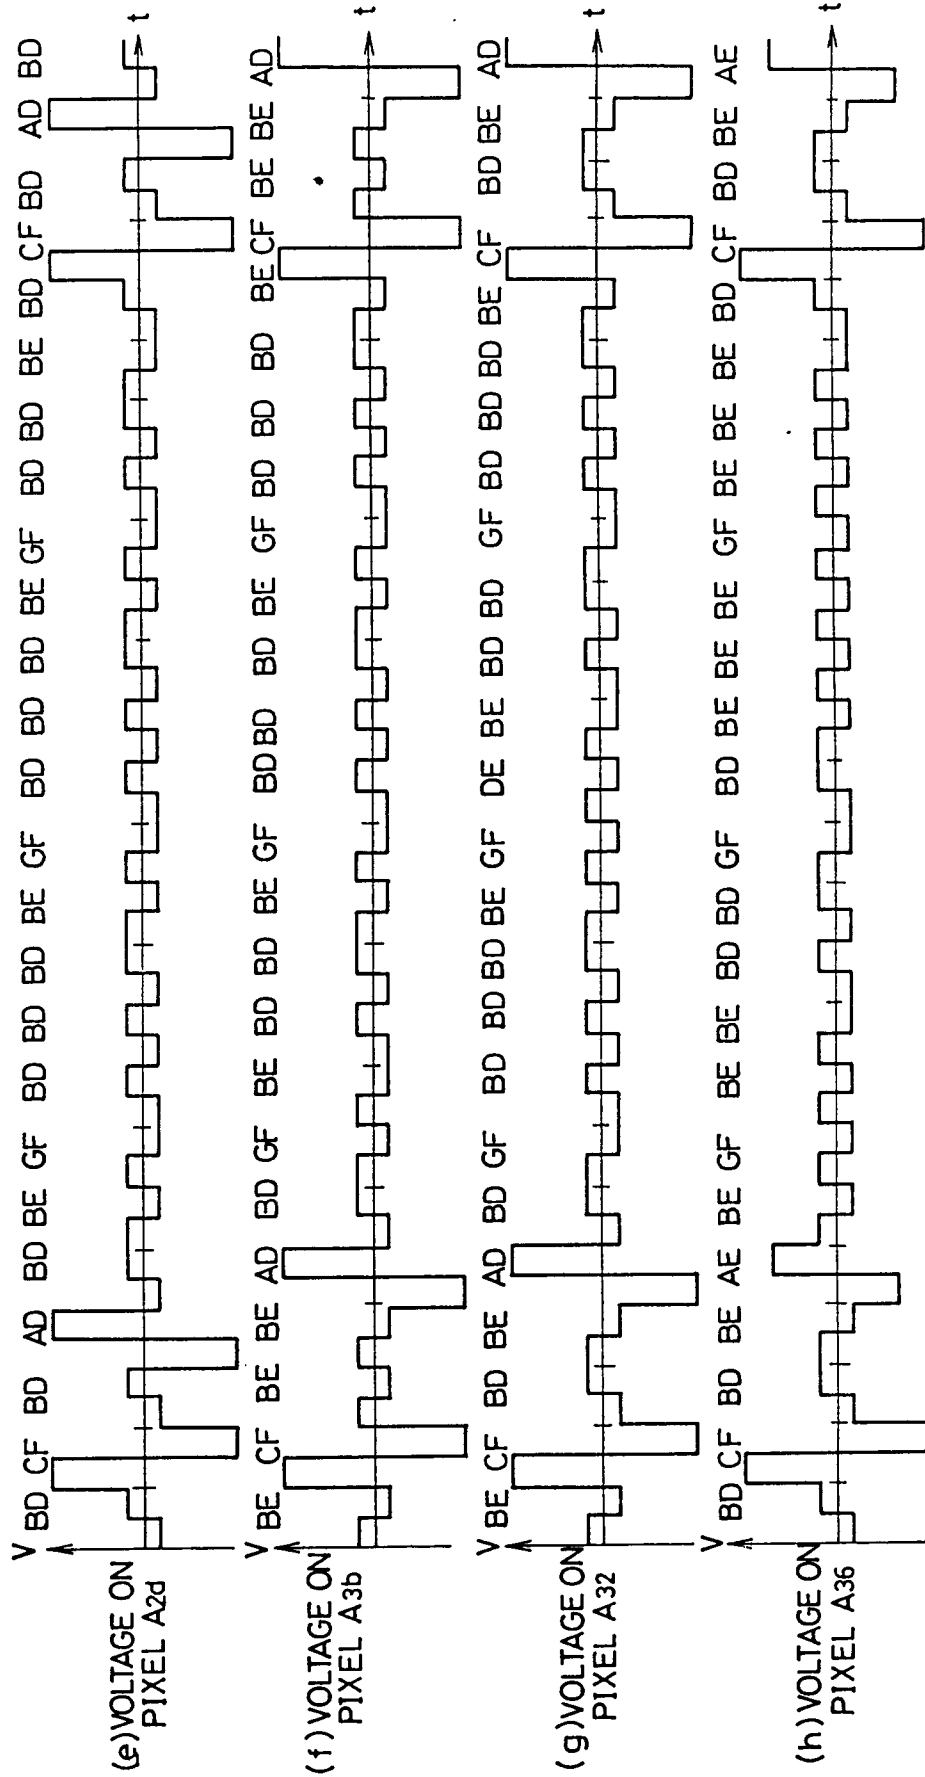 BD CF BD AD BD BE GF BD BD BD BE GF BD BD BD BE GF BD BD BE BD CF BD AD BD
V
t
(e) VOLTAGE ON
PIXEL A2d
BE CF BE BE AD BD GF BE BD BD BE GF BD BD BD BE GF BD BD BD BE CF BE BE AD
V
t
(f) VOLTAGE ON
PIXEL A3b
BE CF BD BE AD BD GF BD BD BD BE GF DE BE BD BD GF BD BD BD BE CF BD BE AD
V
t
(g) VOLTAGE ON
PIXEL A32
BD CF BD BE AE BE GF BE BE BD BD GF BD BE BE BE GF BE BE BE BD CF BD BE AE
V
t
(h) VOLTAGE ON
PIXEL A36